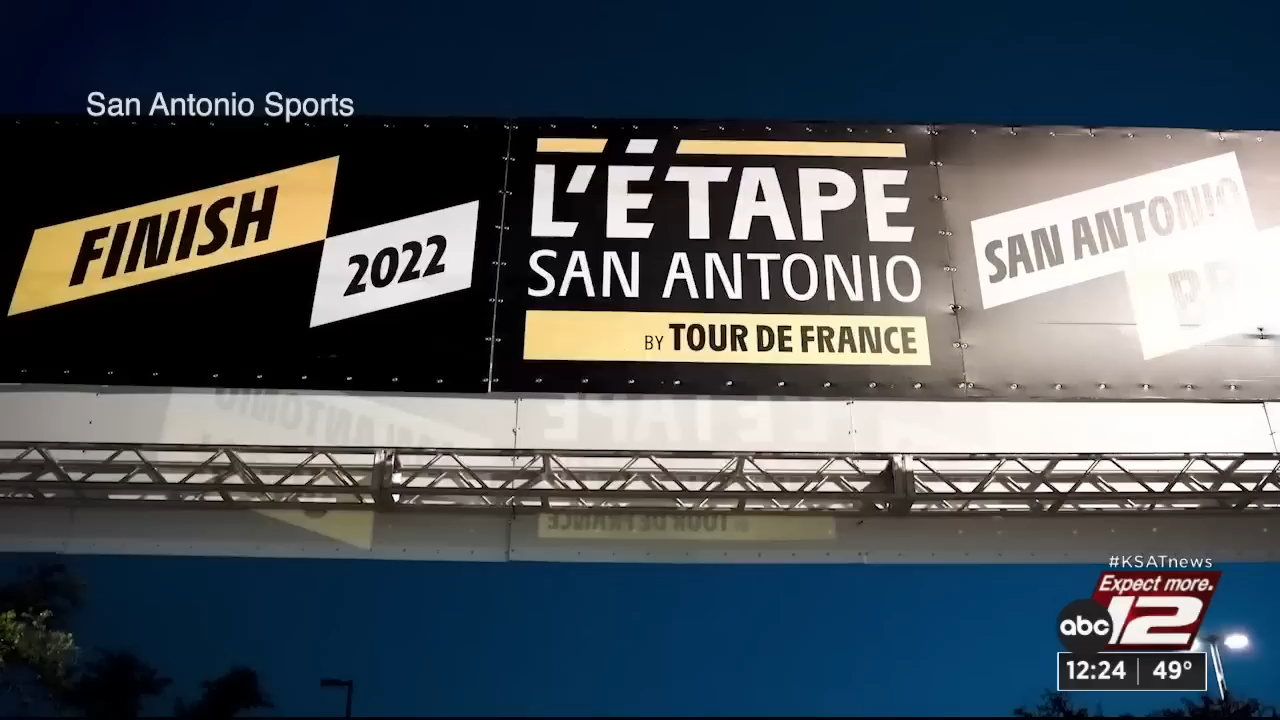 San Antonio Sports
FINISH
2022
L'ÉTAPE
SAN ANTONIO
BY TOUR DE FRANCE
SAN ANTONIO
#KSATnews
Expect more.
abc 12
12:24 49°